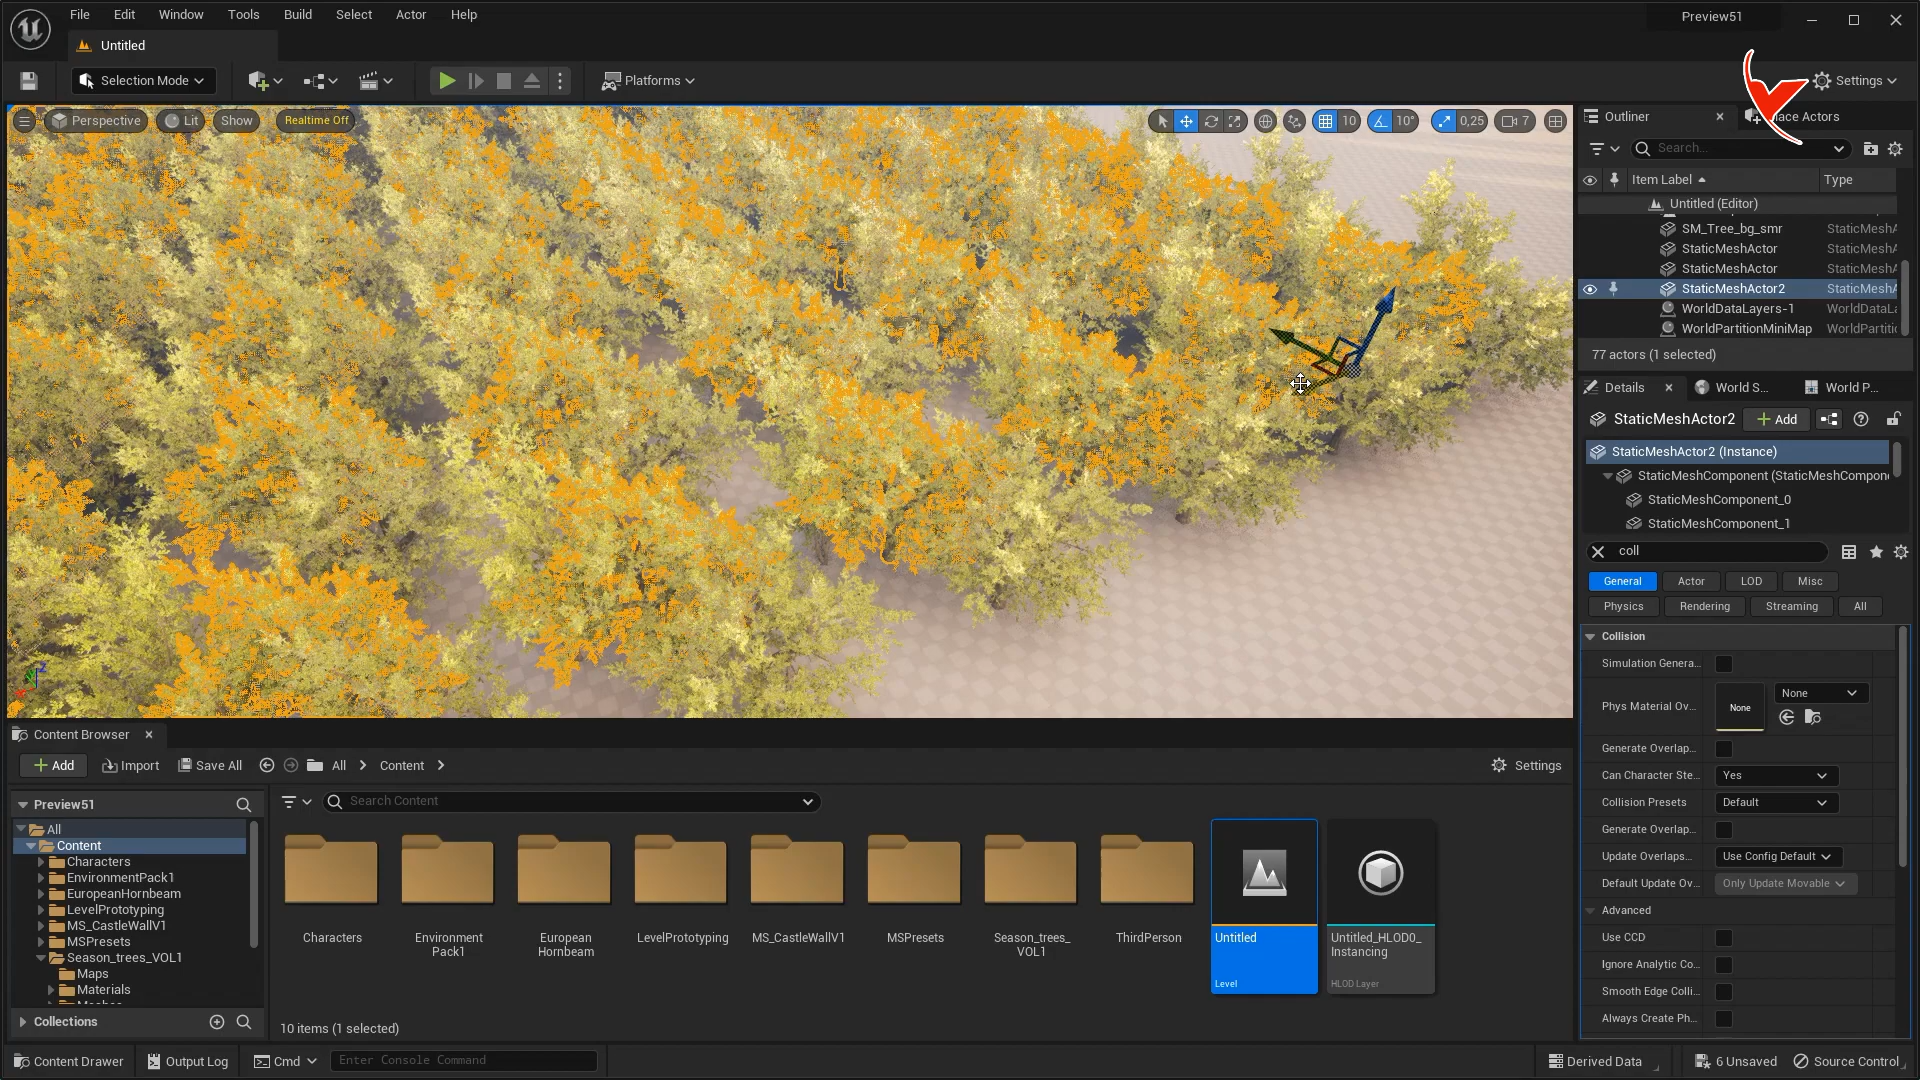 File Edit Window Tools Build Select Actor Help
Preview51
Untitled
Selection Mode
Platforms
Settings
Perspective Lit Show Realtime Off
10 10° 0,25 7
Outliner
lace Actors
Search...
Item Label Type
Untitled (Editor)
SM_Tree_bg_smr StaticMeshA
StaticMeshActor StaticMeshA
StaticMeshActor StaticMeshA
StaticMeshActor2 StaticMeshA
WorldDataLayers-1 WorldDataLa
WorldPartitionMiniMap WorldPartitic
77 actors (1 selected)
Details World S... World P...
StaticMeshActor2 Add
StaticMeshActor2 (Instance)
StaticMeshComponent (StaticMeshCompon
StaticMeshComponent_0
StaticMeshComponent_1
coll
General Actor LOD Misc
Physics Rendering Streaming All
Collision
Simulation Genera...
Phys Material Ov... None None
Generate Overlap...
Can Character Ste... Yes
Collision Presets Default
Generate Overlap...
Update Overlaps... Use Config Default
Default Update Ov... Only Update Movable
Advanced
Use CCD
Ignore Analytic Co...
Smooth Edge Colli...
Always Create Ph...
Content Browser
Add Import Save All All Content Settings
Preview51
All
Content
Characters
EnvironmentPack1
EuropeanHornbeam
LevelPrototyping
MS_CastleWallV1
MSPresets
Season_trees_VOL1
Maps
Materials
Collections
Search Content
Characters
Environment
Pack1
European
Hornbeam
LevelPrototyping
MS_CastleWallV1
MSPresets
Season_trees_
VOL1
ThirdPerson
Untitled
Level
Untitled_HLOD0_
Instancing
HLOD Layer
10 items (1 selected)
Content Drawer Output Log Cmd Enter Console Command
Derived Data 6 Unsaved Source Control